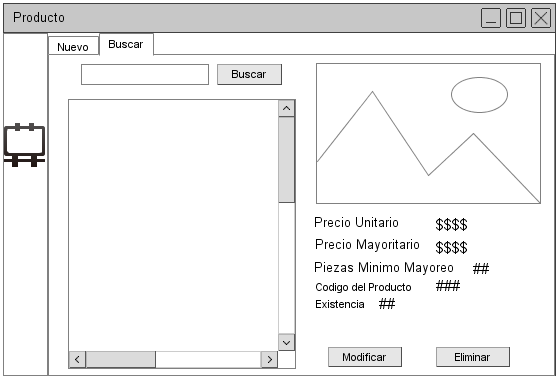 Producto
Nuevo
Buscar
Buscar
Precio Unitario $$$$
Precio Mayoritario $$$$
Piezas Minimo Mayoreo ##
Codigo del Producto ###
Existencia ##
Modificar
Eliminar